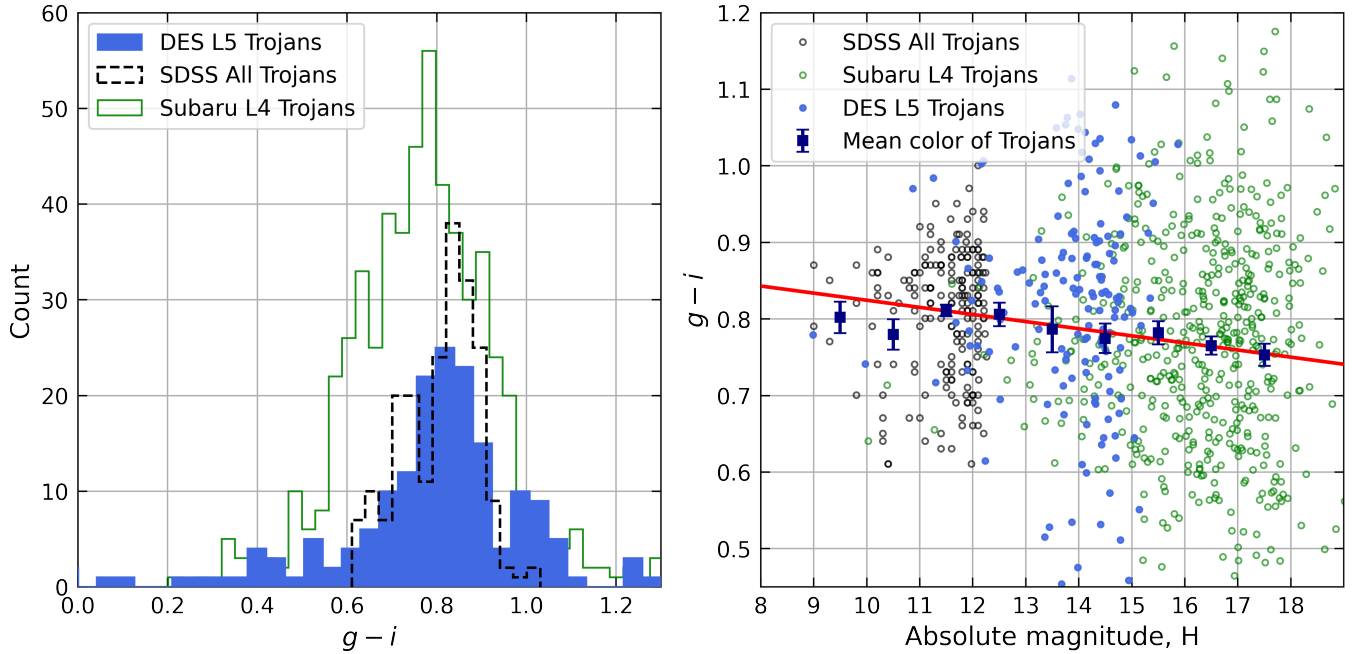 60
50
40
30
20
10
0
Count
DES L5 Trojans
SDSS All Trojans
Subaru L4 Trojans
0.0 0.2 0.4 0.6 0.8 1.0 1.2
g − i
1.2
1.1
1.0
0.9
0.8
0.7
0.6
0.5
g − i
SDSS All Trojans
Subaru L4 Trojans
DES L5 Trojans
Mean color of Trojans
8 9 10 11 12 13 14 15 16 17 18
Absolute magnitude, H